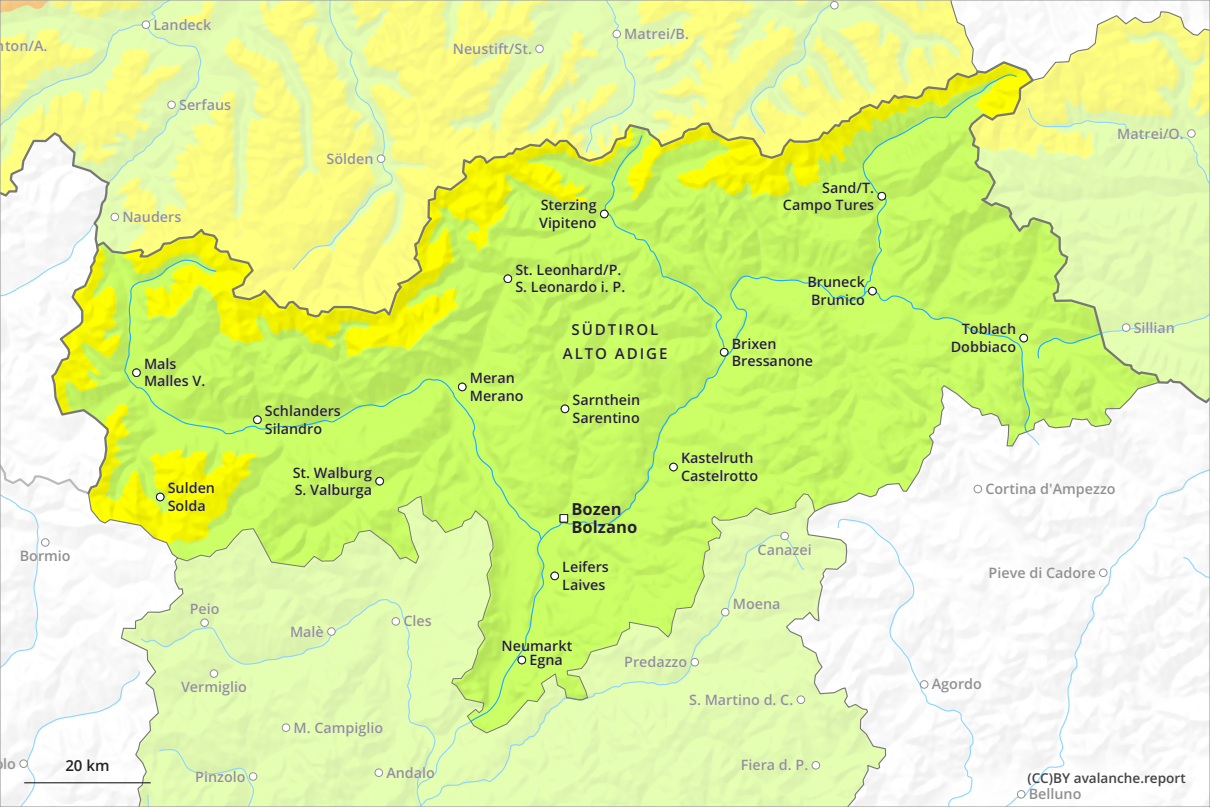 Landeck
Matrei/B.
Neustift/St.
Serfaus
Matrei/O.
Sölden
Sand/T.
Campo Tures
Nauders
Sterzing
Vipiteno
St. Leonhard/P.
S. Leonardo i. P.
Bruneck
Brunico
SÜDTIROL
ALTO ADIGE
Toblach
Dobbiaco
Sillian
Brixen
Bressanone
Mals
Malles V.
Meran
Merano
Sarnthein
Sarentino
Schlanders
Silandro
Kastelruth
Castelrotto
St. Walburg
S. Valburga
Sulden
Solda
Cortina d'Ampezzo
Bozen
Bolzano
Bormio
Canazei
Leifers
Laives
Pieve di Cadore
Peio
Moena
Cles
Malè
Neumarkt
Egna
Predazzo
Vermiglio
Agordo
S. Martino d. C.
M. Campiglio
20 km
Pinzolo
Andalo
Fiera d. P.
(CC)BY avalanche.report
Belluno